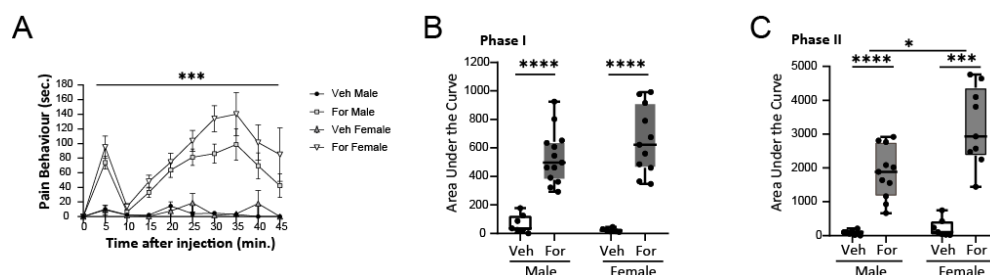 A
Pain Behaviour (sec.)
180
160
140
120
100
80
60
40
20
0
***
0 5 10 15 20 25 30 35 40 45
Time after injection (min.)
Veh Male
For Male
Veh Female
For Female
B
Phase I
Area Under the Curve
1200
1000
800
600
400
200
0
**** ****
Veh For Veh For
Male Female
C
Phase II
Area Under the Curve
5000
4000
3000
2000
1000
0
*
**** ***
Veh For Veh For
Male Female